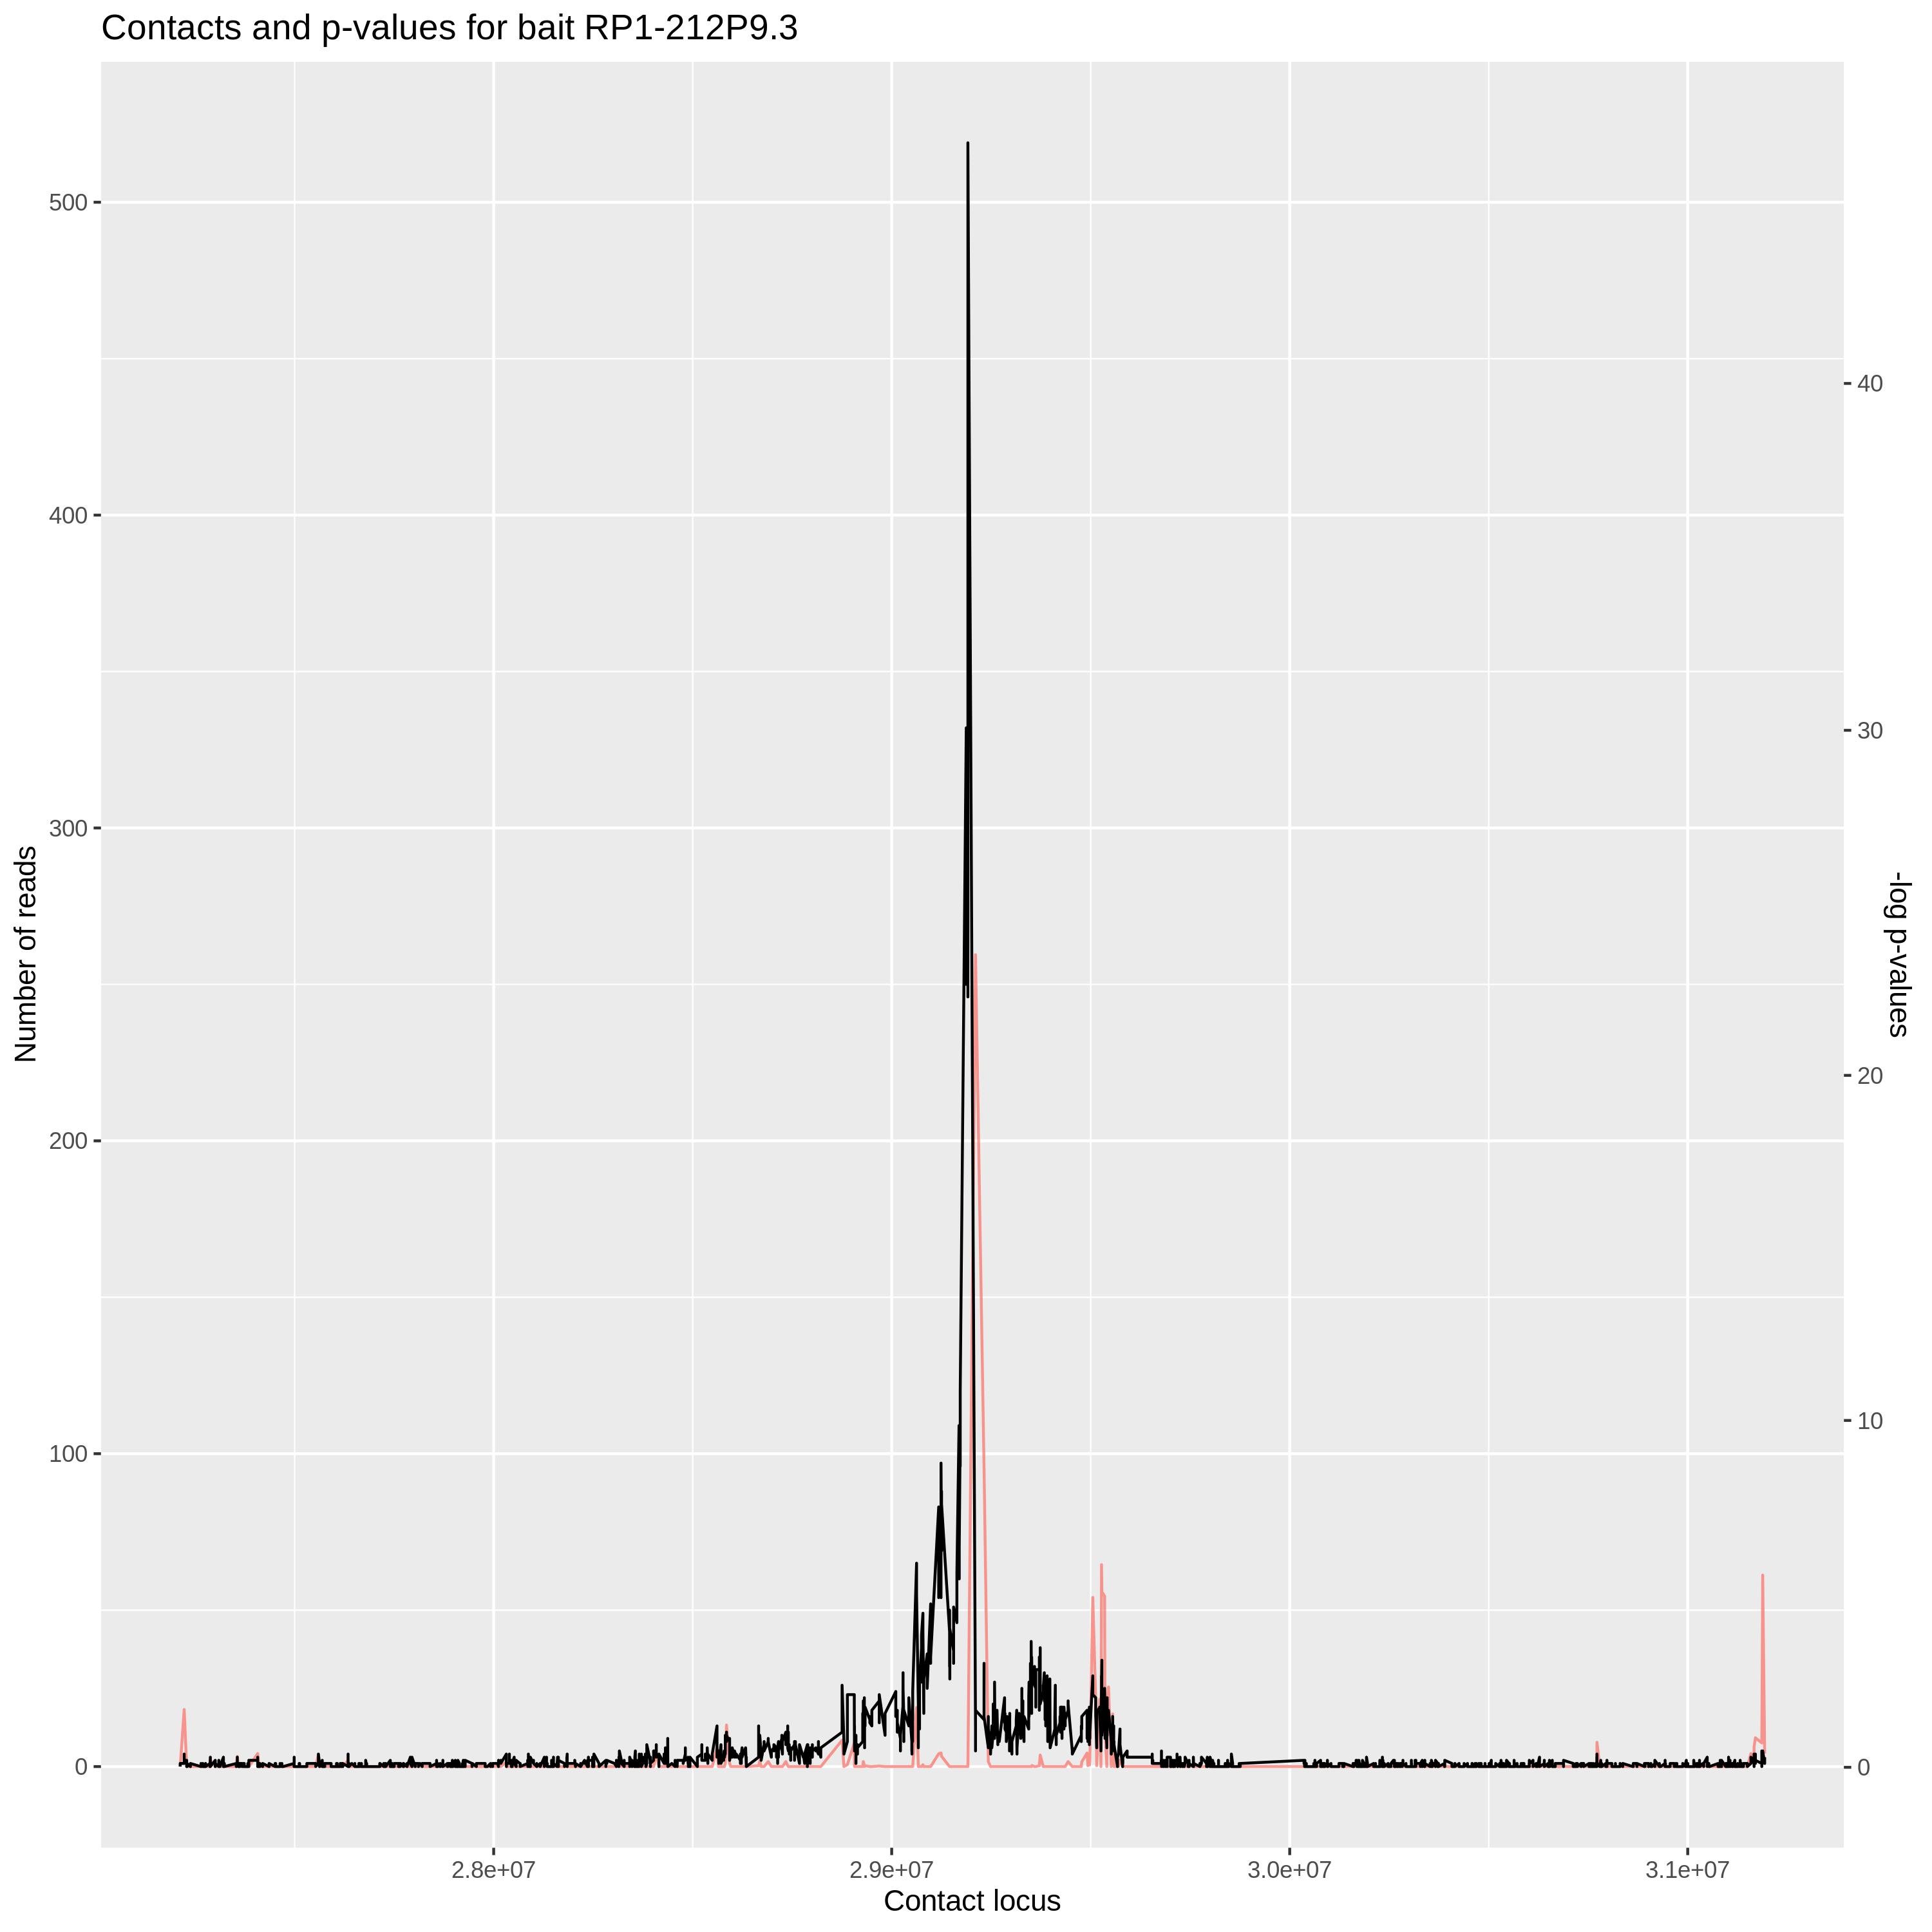 Contacts and p-values for bait RP1-212P9.3
500
400
300
200
100
0
Number of reads
40
30
20
10
0
-log p-values
2.8e+07 2.9e+07 3.0e+07 3.1e+07
Contact locus